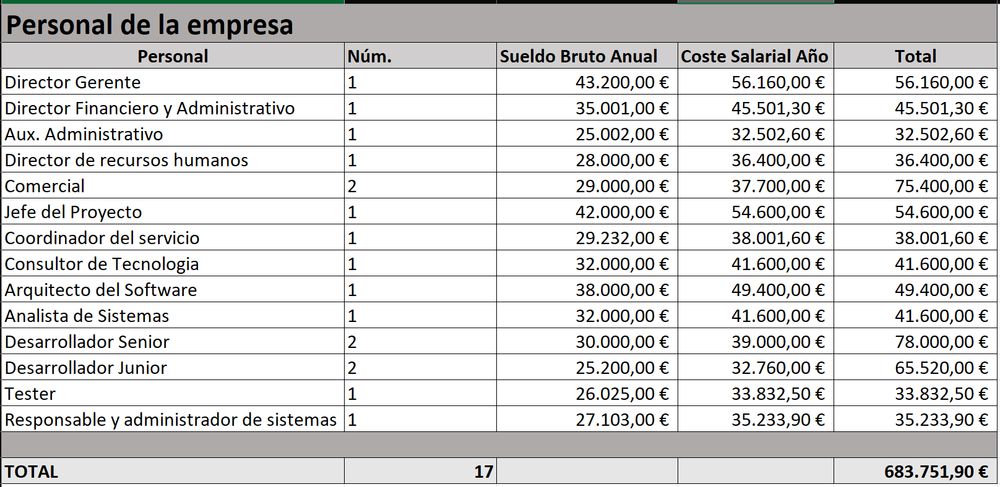 Personal de la empresa
Personal Núm. Sueldo Bruto Anual Coste Salarial Año Total
Director Gerente 1 43.200,00 € 56.160,00 € 56.160,00 €
Director Financiero y Administrativo 1 35.001,00 € 45.501,30 € 45.501,30 €
Aux. Administrativo 1 25.002,00 € 32.502,60 € 32.502,60 €
Director de recursos humanos 1 28.000,00 € 36.400,00 € 36.400,00 €
Comercial 2 29.000,00 € 37.700,00 € 75.400,00 €
Jefe del Proyecto 1 42.000,00 € 54.600,00 € 54.600,00 €
Coordinador del servicio 1 29.232,00 € 38.001,60 € 38.001,60 €
Consultor de Tecnologia 1 32.000,00 € 41.600,00 € 41.600,00 €
Arquitecto del Software 1 38.000,00 € 49.400,00 € 49.400,00 €
Analista de Sistemas 1 32.000,00 € 41.600,00 € 41.600,00 €
Desarrollador Senior 2 30.000,00 € 39.000,00 € 78.000,00 €
Desarrollador Junior 2 25.200,00 € 32.760,00 € 65.520,00 €
Tester 1 26.025,00 € 33.832,50 € 33.832,50 €
Responsable y administrador de sistemas 1 27.103,00 € 35.233,90 € 35.233,90 €
TOTAL 17 683.751,90 €